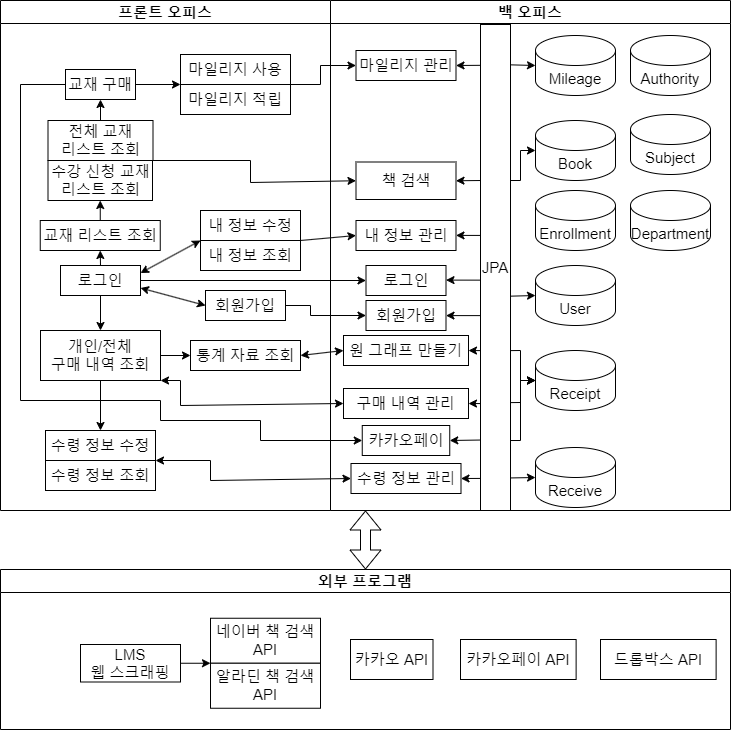 프론트 오피스
백 오피스
교재 구매
마일리지 사용
마일리지 적립
전체 교재
리스트 조회
수강 신청 교재
리스트 조회
교재 리스트 조회
내 정보 수정
내 정보 조회
로그인
회원가입
개인/전체
구매 내역 조회
통계 자료 조회
수령 정보 수정
수령 정보 조회
마일리지 관리
책 검색
내 정보 관리
로그인
회원가입
원 그래프 만들기
구매 내역 관리
카카오페이
수령 정보 관리
JPA
Mileage
Authority
Book
Subject
Enrollment
Department
User
Receipt
Receive
외부 프로그램
LMS
웹 스크래핑
네이버 책 검색
API
알라딘 책 검색
API
카카오 API
카카오페이 API
드롭박스 API